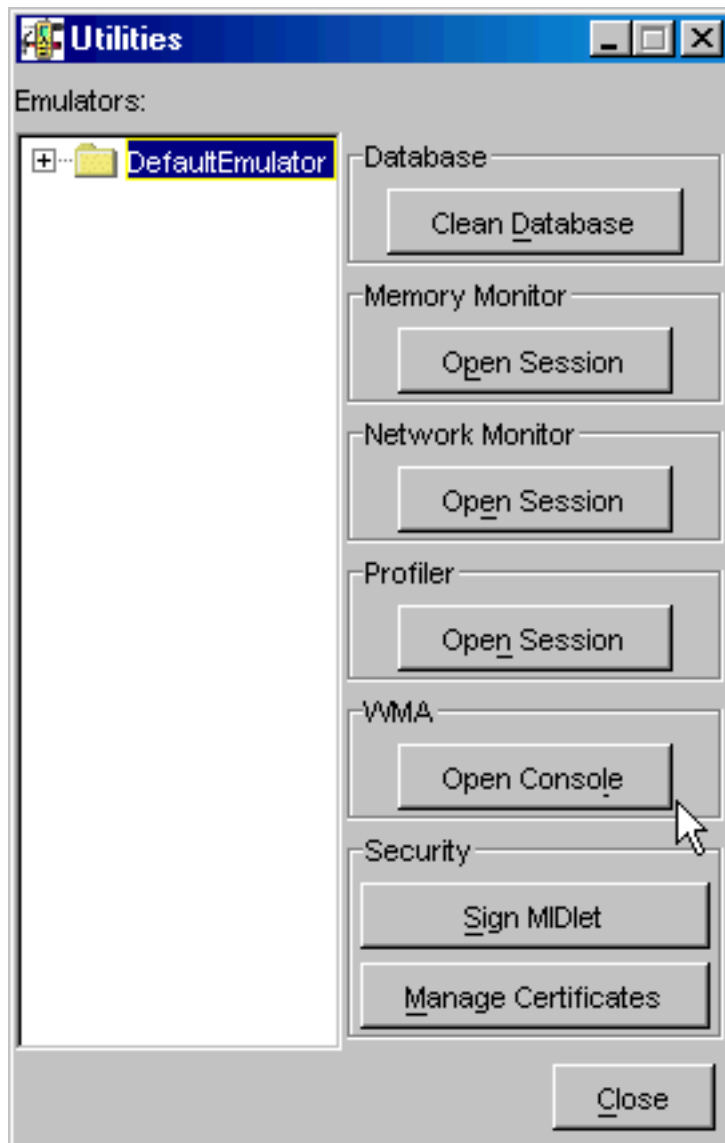 Utilities
Emulators:
DefaultEmulator
Database
Clean Database
Memory Monitor
Open Session
Network Monitor
Open Session
Profiler
Open Session
WMA
Open Console
Security
Sign MIDlet
Manage Certificates
Close